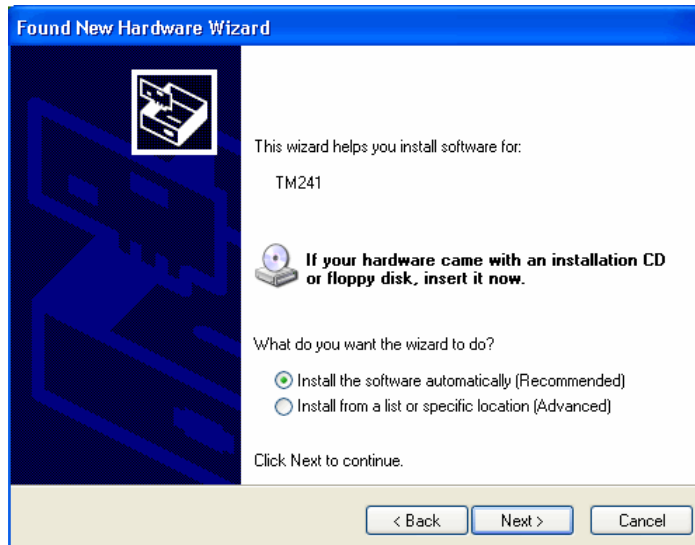 Found New Hardware Wizard
This wizard helps you install software for:
TM241
If your hardware came with an installation CD
or floppy disk, insert it now.
What do you want the wizard to do?
Install the software automatically (Recommended)
Install from a list or specific location (Advanced)
Click Next to continue.
< Back
Next >
Cancel